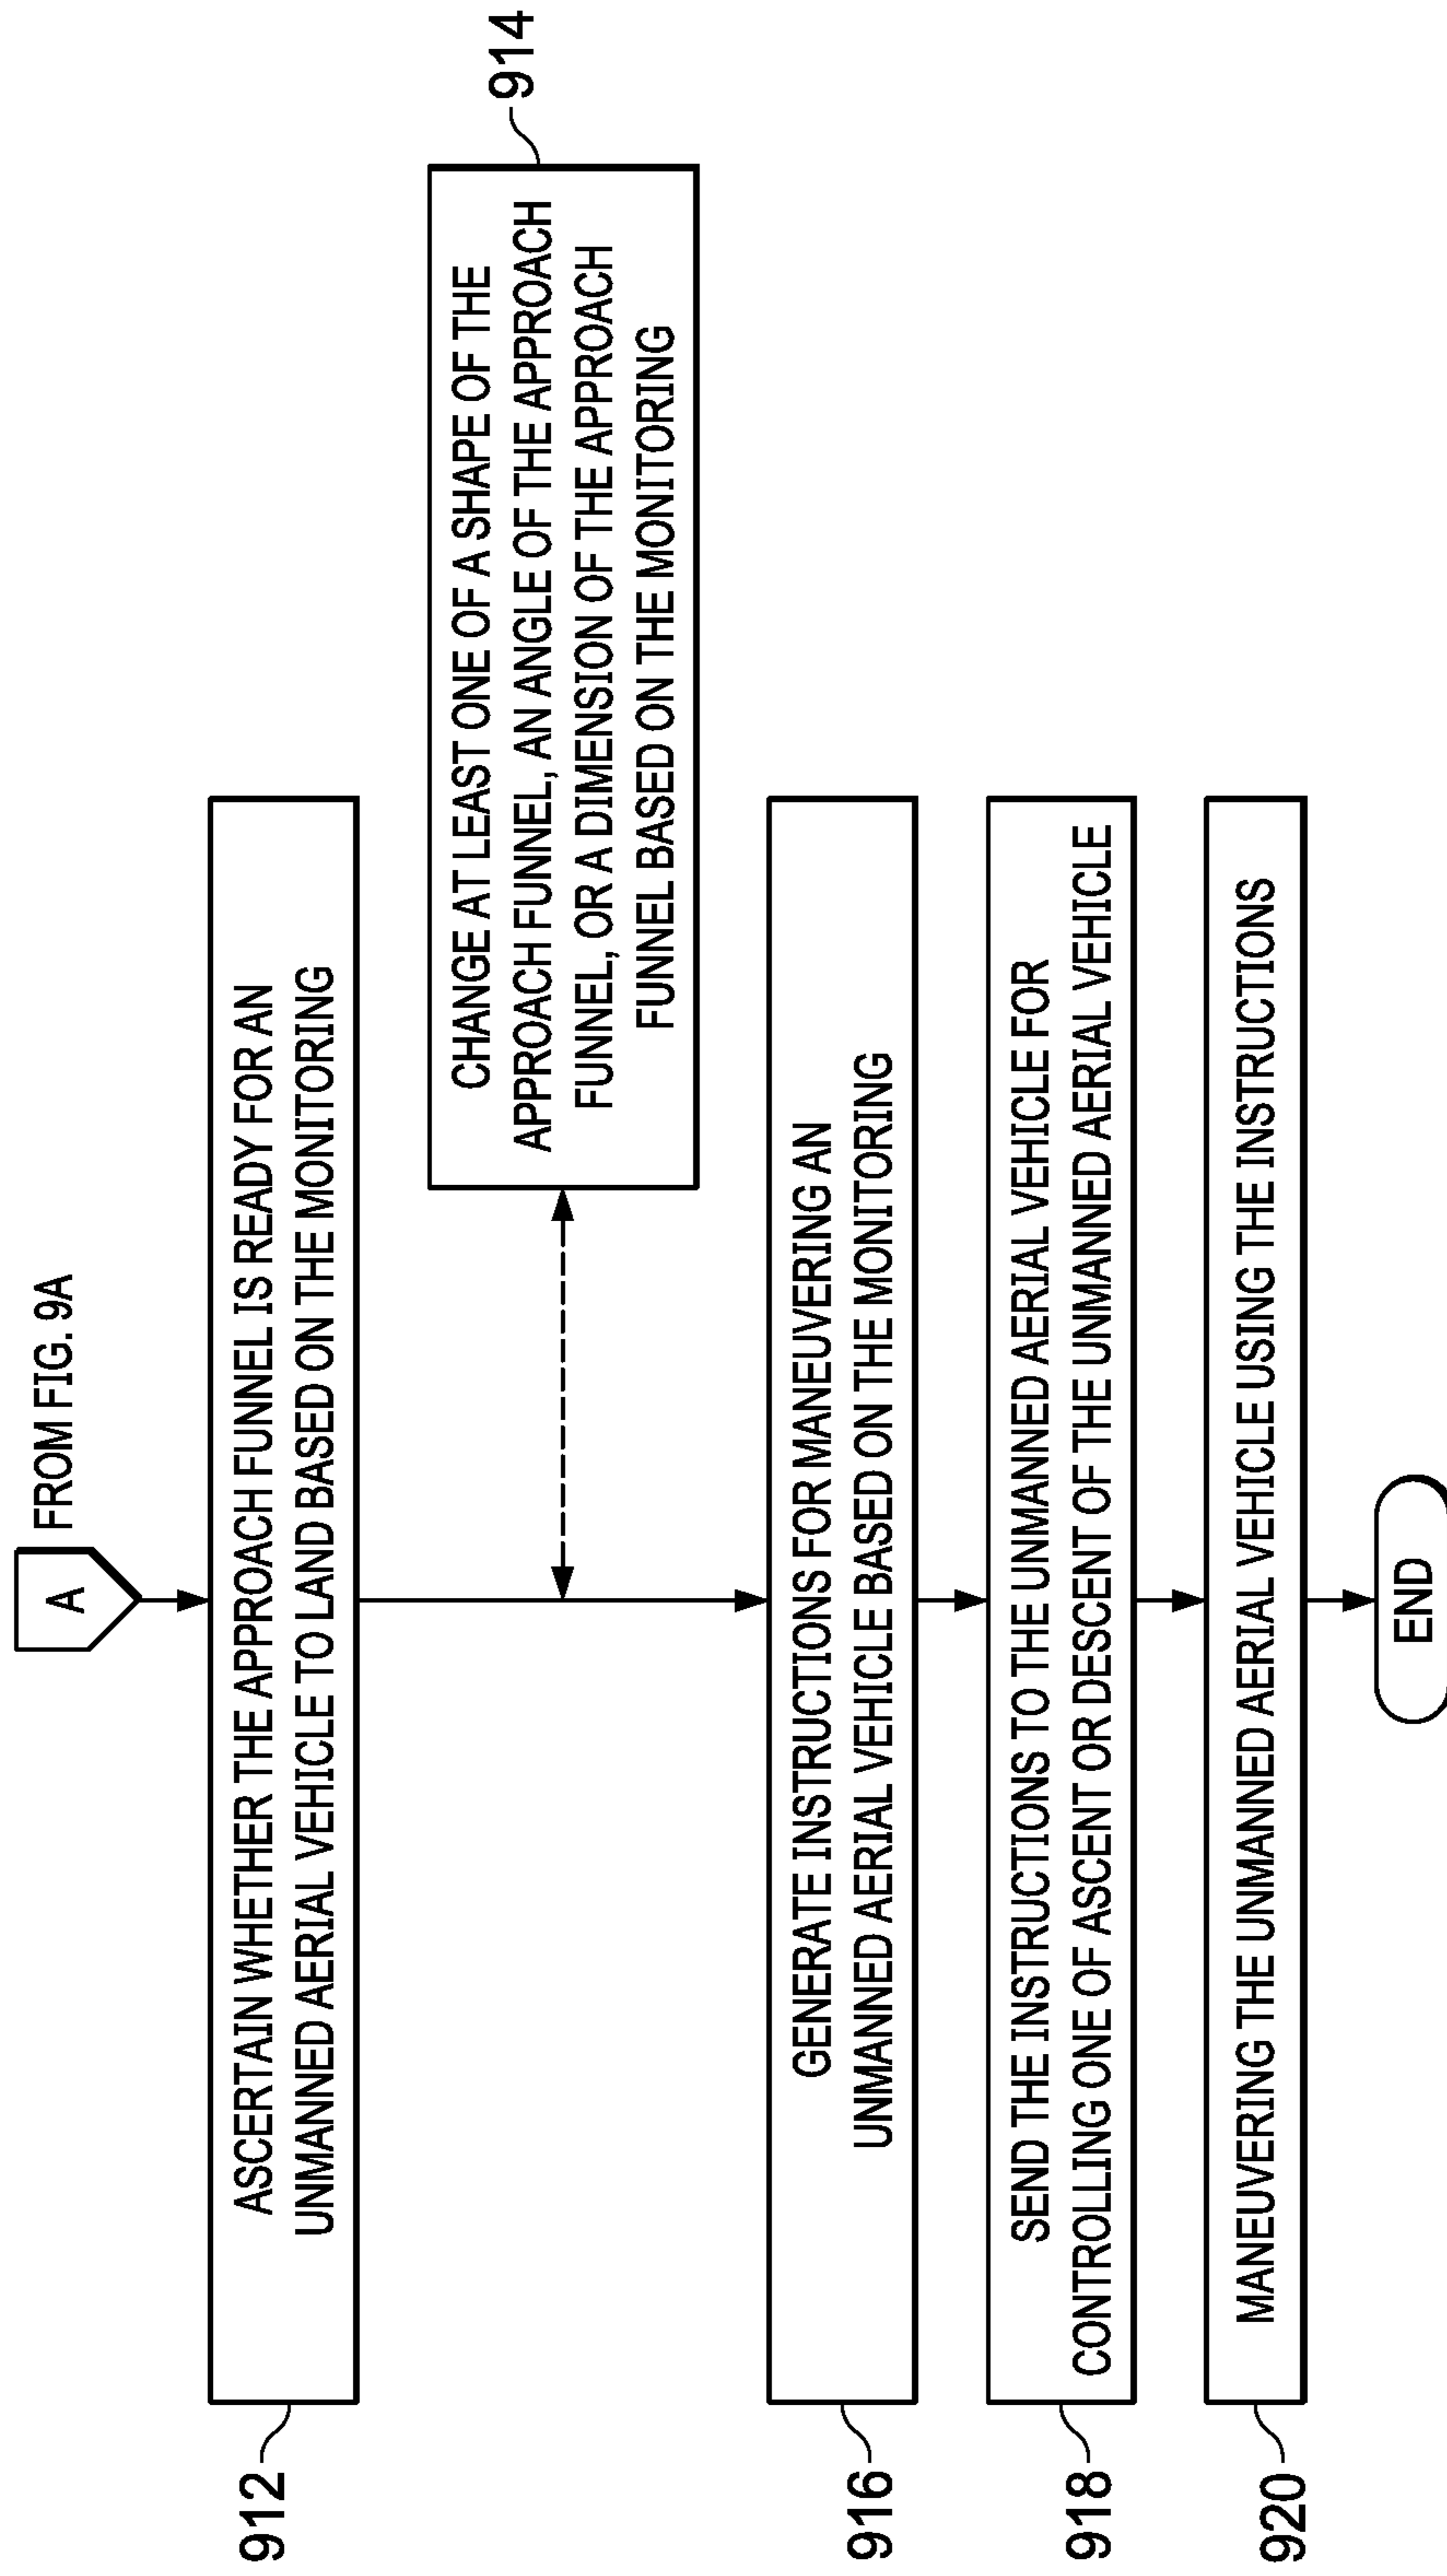 FROM FIG. 9A
A
912
ASCERTAIN WHETHER THE APPROACH FUNNEL IS READY FOR AN
UNMANNED AERIAL VEHICLE TO LAND BASED ON THE MONITORING
914
CHANGE AT LEAST ONE OF A SHAPE OF THE
APPROACH FUNNEL, AN ANGLE OF THE APPROACH
FUNNEL, OR A DIMENSION OF THE APPROACH
FUNNEL BASED ON THE MONITORING
916
GENERATE INSTRUCTIONS FOR MANEUVERING AN
UNMANNED AERIAL VEHICLE BASED ON THE MONITORING
918
SEND THE INSTRUCTIONS TO THE UNMANNED AERIAL VEHICLE FOR
CONTROLLING ONE OF ASCENT OR DESCENT OF THE UNMANNED AERIAL VEHICLE
920
MANEUVERING THE UNMANNED AERIAL VEHICLE USING THE INSTRUCTIONS
END